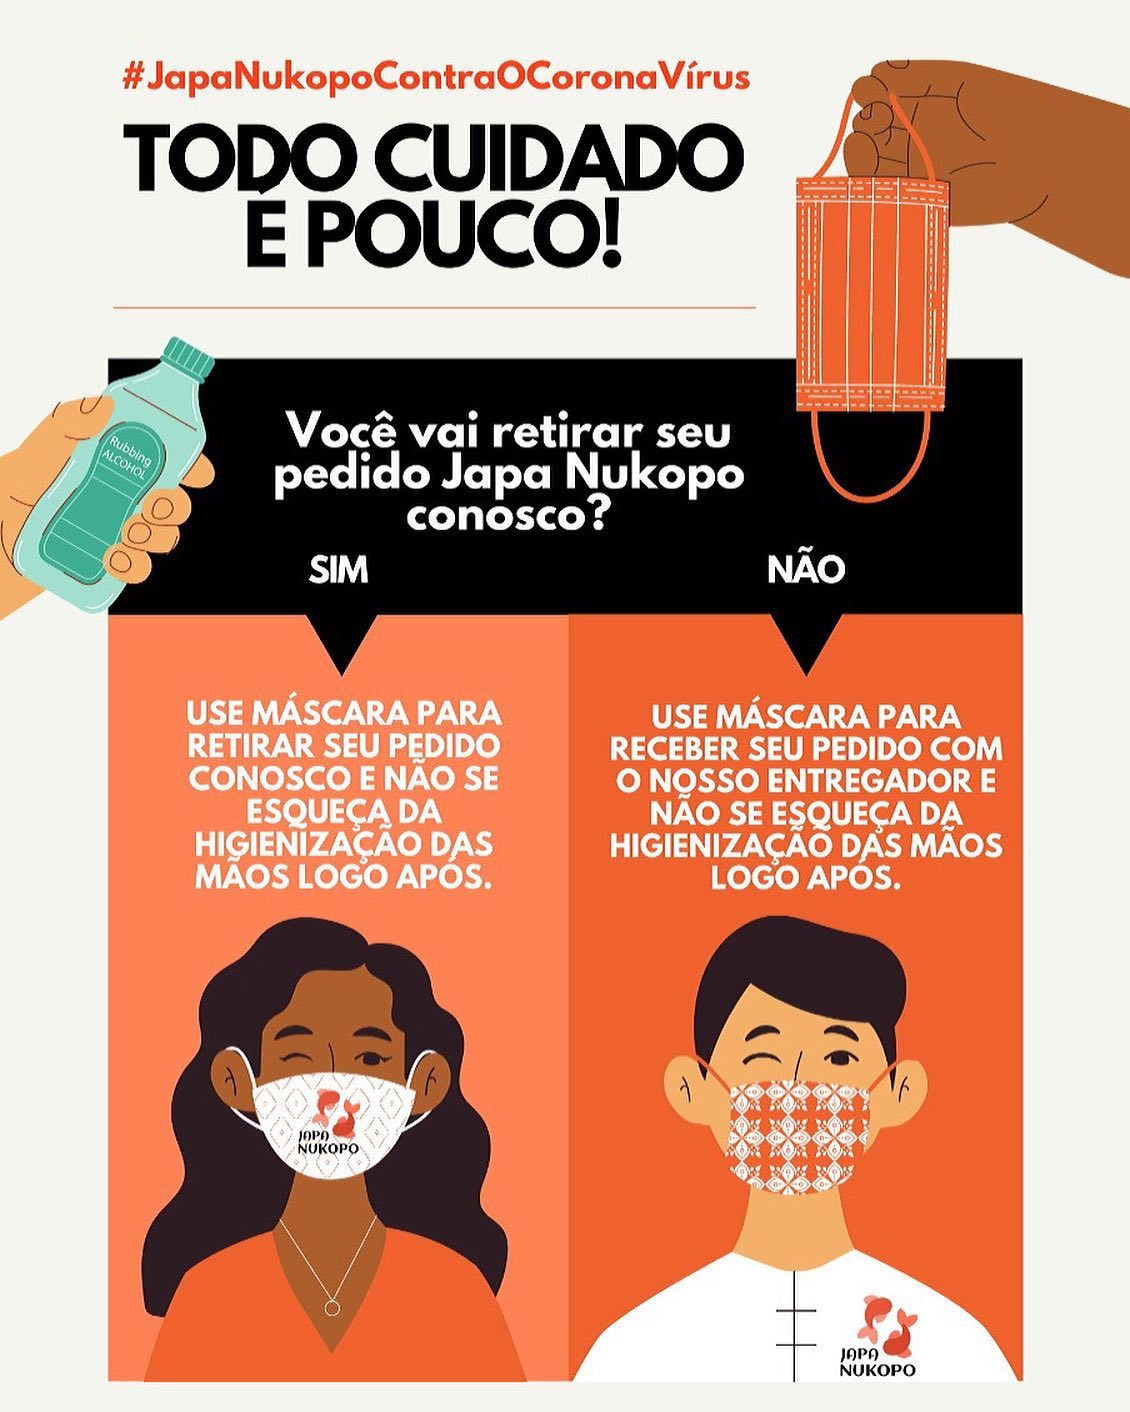 #JapaNukopoContraOCoronaVírus
TODO CUIDADO
É POUCO!
Rubbing
ALCOHOL
Você vai retirar seu
pedido Japa Nukopo
conosco?
SIM
NÃO
USE MÁSCARA PARA
RETIRAR SEU PEDIDO
CONOSCO E NÃO SE
ESQUEÇA DA
HIGIENIZAÇÃO DAS
MÃOS LOGO APÓS.
USE MÁSCARA PARA
RECEBER SEU PEDIDO COM
O NOSSO ENTREGADOR E
NÃO SE ESQUEÇA DA
HIGIENIZAÇÃO DAS MÃOS
LOGO APÓS.
JAPA
NUKOPO
JAPA
NUKOPO